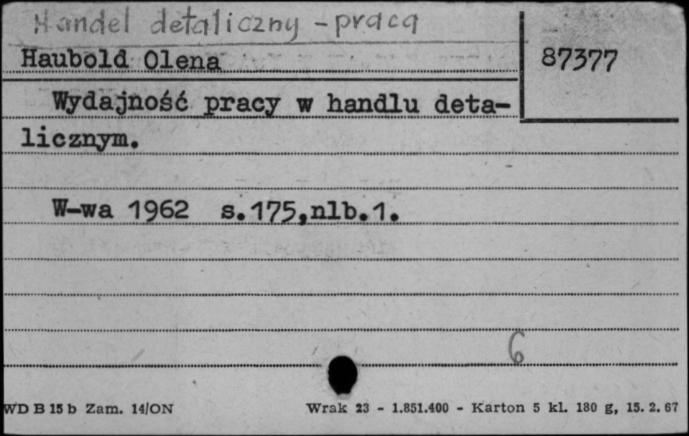 Handel detaliczny - praca
Haubold Olena
87377
Wydajność pracy w handlu deta-
licznym.
W-wa 1962 s.175,nlb.1.
6
WD B 15 b Zam. 14/ON
Wrak 23 - 1.851.400 - Karton 5 kl. 180 g, 15. 2. 67